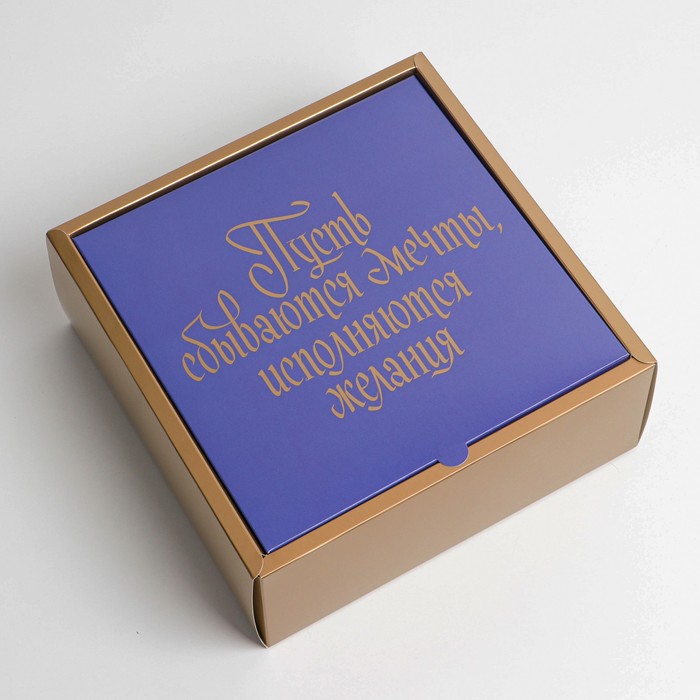 Пусть
сбываются мечты,
исполняются
желания